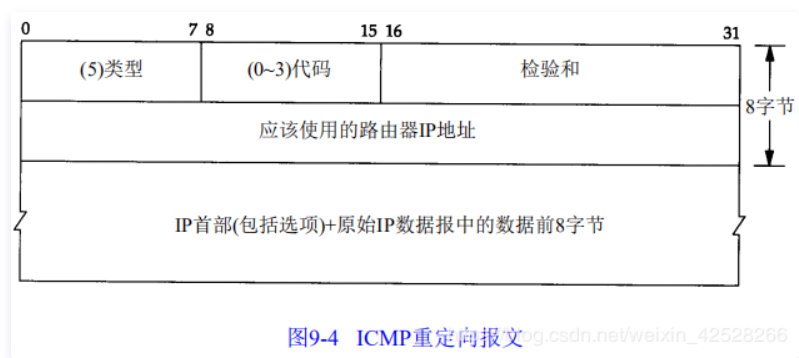 0 7 8 15 16 31
(5)类型 (0~3)代码 检验和
8字节
应该使用的路由器IP地址
IP首部(包括选项)+原始IP数据报中的数据前8字节
图9-4 ICMP重定向报文
blog.csdn.net/weixin_42528266